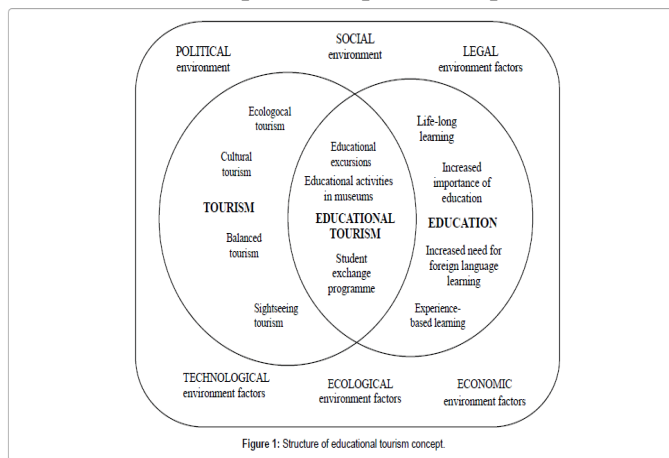 POLITICAL
environment
SOCIAL
environment
LEGAL
environment factors
Ecologocal
tourism
Cultural
tourism
TOURISM
Balanced
tourism
Sightseeing
tourism
Educational
excursions
Educational activities
in museums
EDUCATIONAL
TOURISM
Student
exchange
programme
Life-long
learning
Increased
importance of
education
EDUCATION
Increased need for
foreign language
learning
Experience-
based learning
TECHNOLOGICAL
environment factors
ECOLOGICAL
environment factors
ECONOMIC
environment factors
Figure 1: Structure of educational tourism concept.